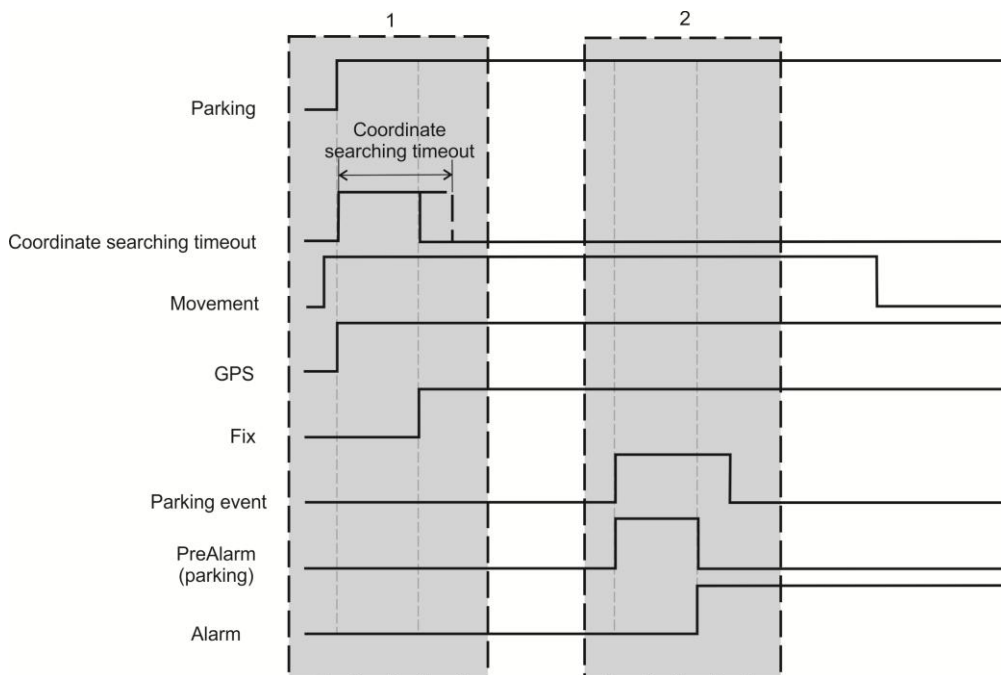 1
2
Parking
Coordinate
searching timeout
Coordinate searching timeout
Movement
GPS
Fix
Parking event
PreAlarm
(parking)
Alarm